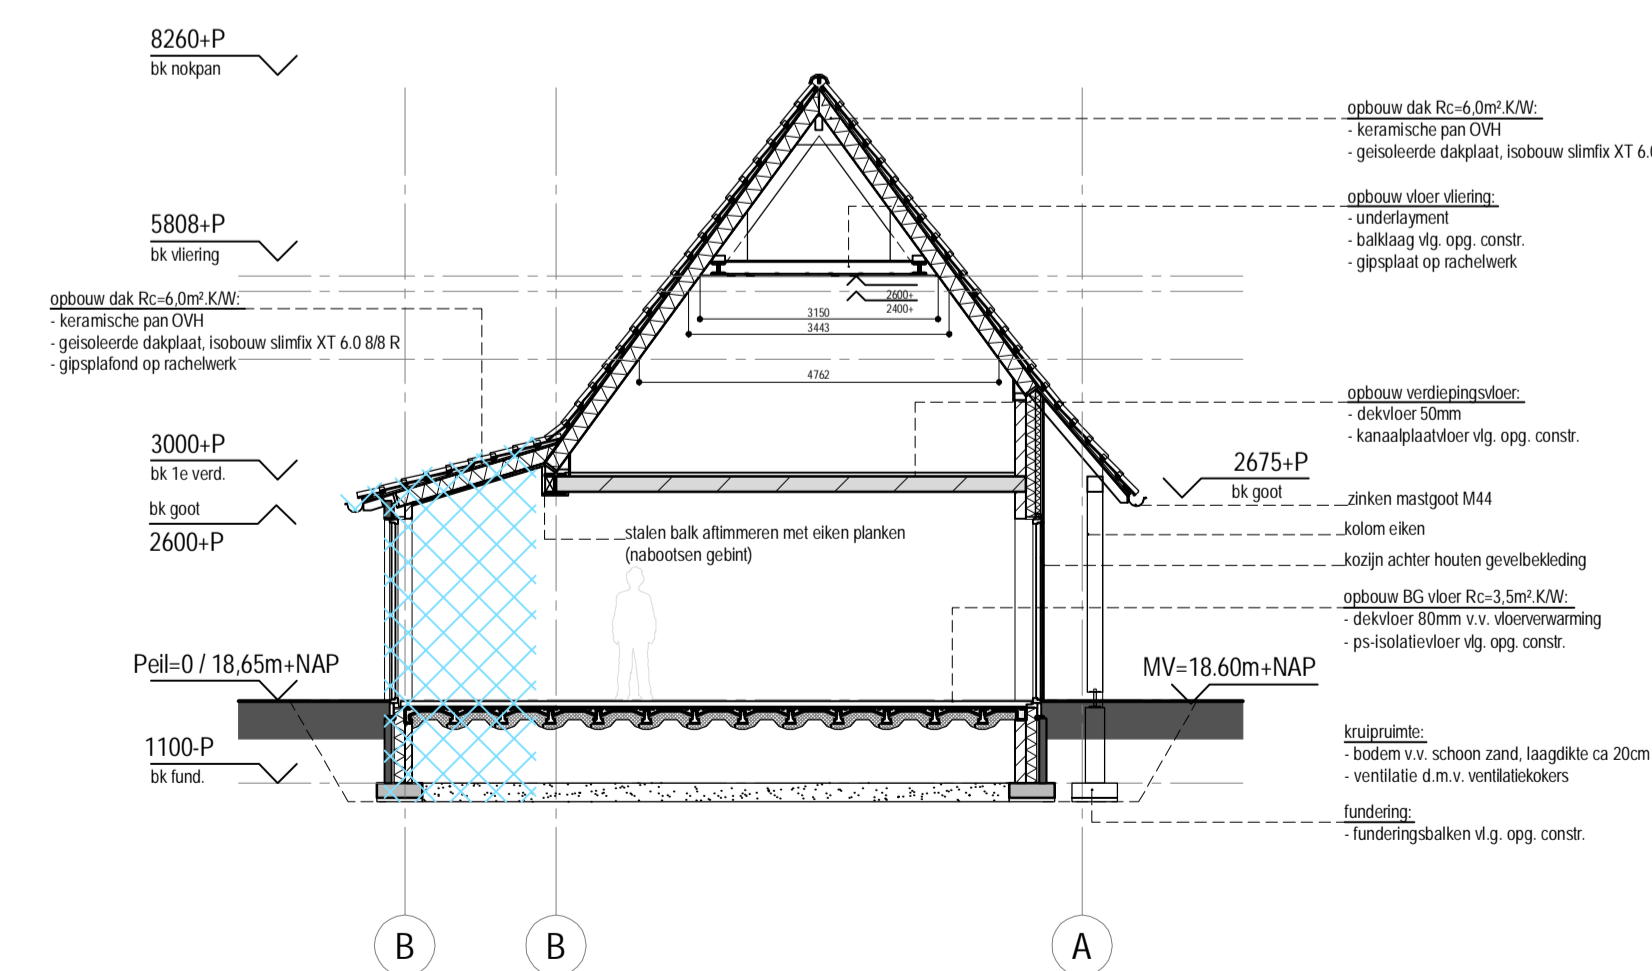 8260+P
bk nokpan
5808+P
bk vliering
opbouw dak Rc=6,0m².K/W:
- keramische pan OVH
- geisoleerde dakplaat, isobouw slimfix XT 6.0 8/8 R
- gipsplafond op rachelwerk
3000+P
bk 1e verd.
bk goot
2600+P
Peil=0 / 18,65m+NAP
1100-P
bk fund.
2600+
2400+
3150
3443
4762
stalen balk aftimmeren met eiken planken
(nabootsen gebint)
opbouw dak Rc=6,0m².K/W:
- keramische pan OVH
- geisoleerde dakplaat, isobouw slimfix XT 6.0
opbouw vloer vliering:
- underlayment
- balklaag vlg. opg. constr.
- gipsplaat op rachelwerk
opbouw verdiepingsvloer:
- dekvloer 50mm
- kanaalplaatvloer vlg. opg. constr.
2675+P
bk goot
zinken mastgoot M44
kolom eiken
kozijn achter houten gevelbekleding
opbouw BG vloer Rc=3,5m².K/W:
- dekvloer 80mm v.v. vloerverwarming
- ps-isolatievloer vlg. opg. constr.
MV=18.60m+NAP
kruipruimte:
- bodem v.v. schoon zand, laagdikte ca 20cm
- ventilatie d.m.v. ventilatiekokers
fundering:
- funderingsbalken vl.g. opg. constr.
B
B
A